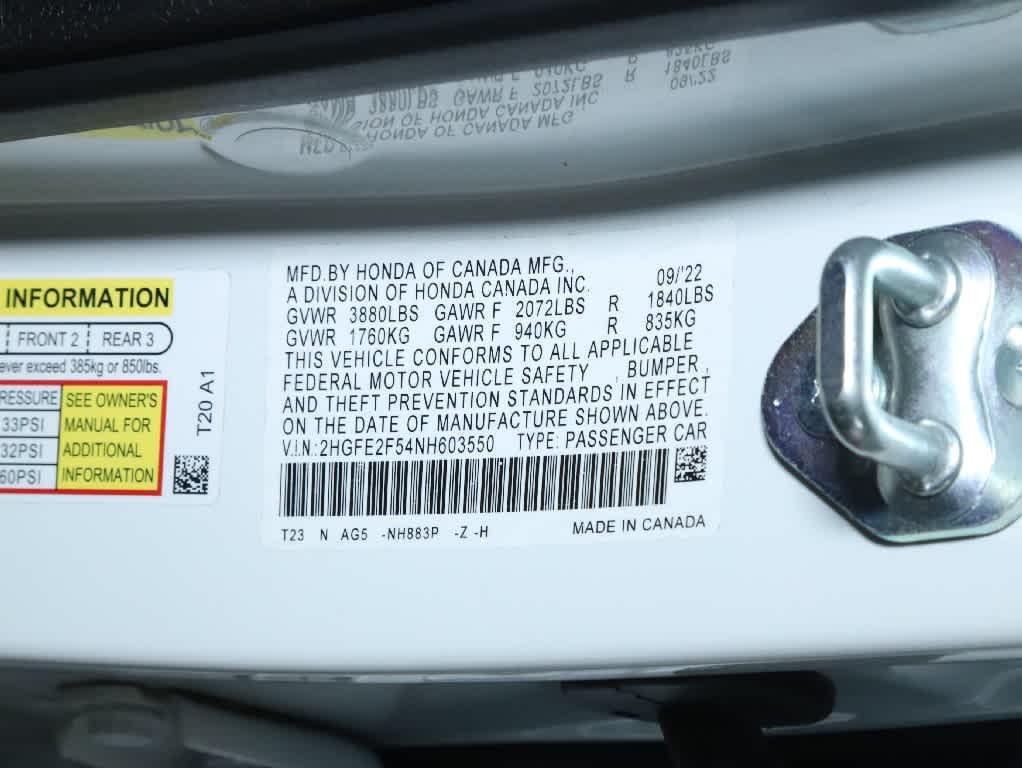 INFORMATION
FRONT 2 REAR 3
ever exceed 385kg or 850lbs.
RESSURE
33PSI
32PSI
60PSI
SEE OWNER'S
MANUAL FOR
ADDITIONAL
INFORMATION
T20 A1
MFD.BY HONDA OF CANADA MFG.,
A DIVISION OF HONDA CANADA INC. 09/'22
GVWR 3880LBS GAWR F 2072LBS R 1840LBS
GVWR 1760KG GAWR F 940KG R 835KG
THIS VEHICLE CONFORMS TO ALL APPLICABLE
FEDERAL MOTOR VEHICLE SAFETY , BUMPER,
AND THEFT PREVENTION STANDARDS IN EFFECT
ON THE DATE OF MANUFACTURE SHOWN ABOVE.
V.I.N:2HGFE2F54NH603550 TYPE: PASSENGER CAR
T23 N AG5 -NH883P -Z -H MADE IN CANADA